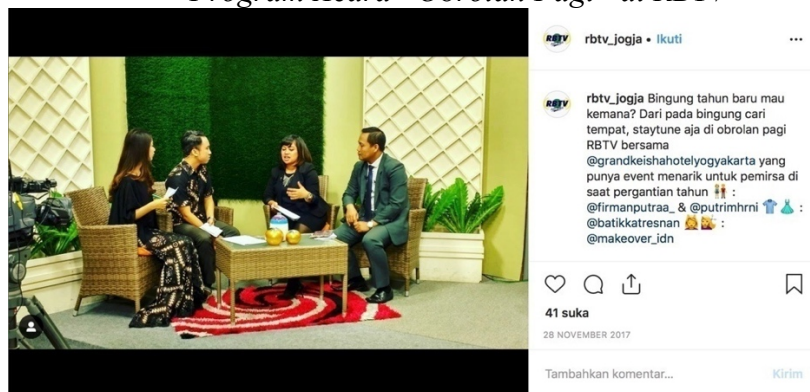 Program Acara "Obrolan Pagi" di RBTV
RBTV
rbtv_jogja • Ikuti
RBTV
rbtv_jogja Bingung tahun baru mau
kemana? Dari pada bingung cari
tempat, staytune aja di obrolan pagi
RBTV bersama
@grandkeishahotelyogyakarta yang
punya event menarik untuk pemirsa di
saat pergantian tahun 👫 :
@firmanputraa_ & @putrimhrni 👕 👗 :
@batikkatresnan 👸 💇 :
@makeover_idn
41 suka
28 NOVEMBER 2017
Tambahkan komentar...
Kirim